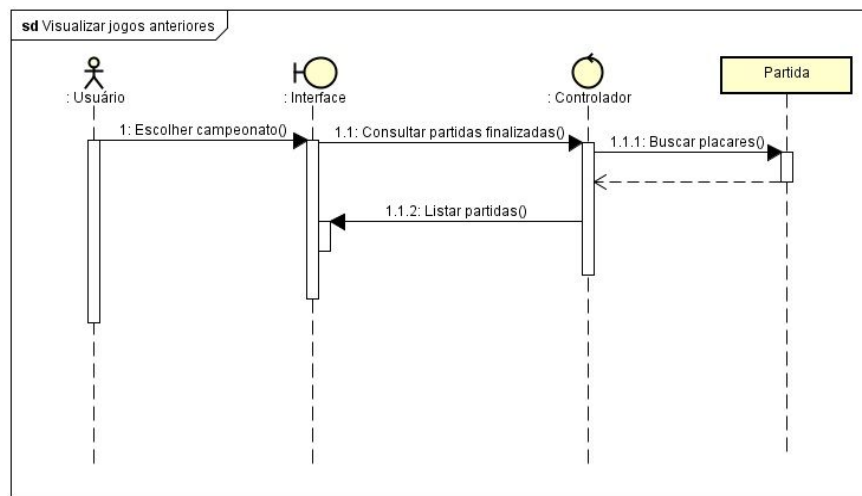 sd Visualizar jogos anteriores
: Usuário
: Interface
: Controlador
Partida
1: Escolher campeonato()
1.1: Consultar partidas finalizadas()
1.1.1: Buscar placares()
1.1.2: Listar partidas()